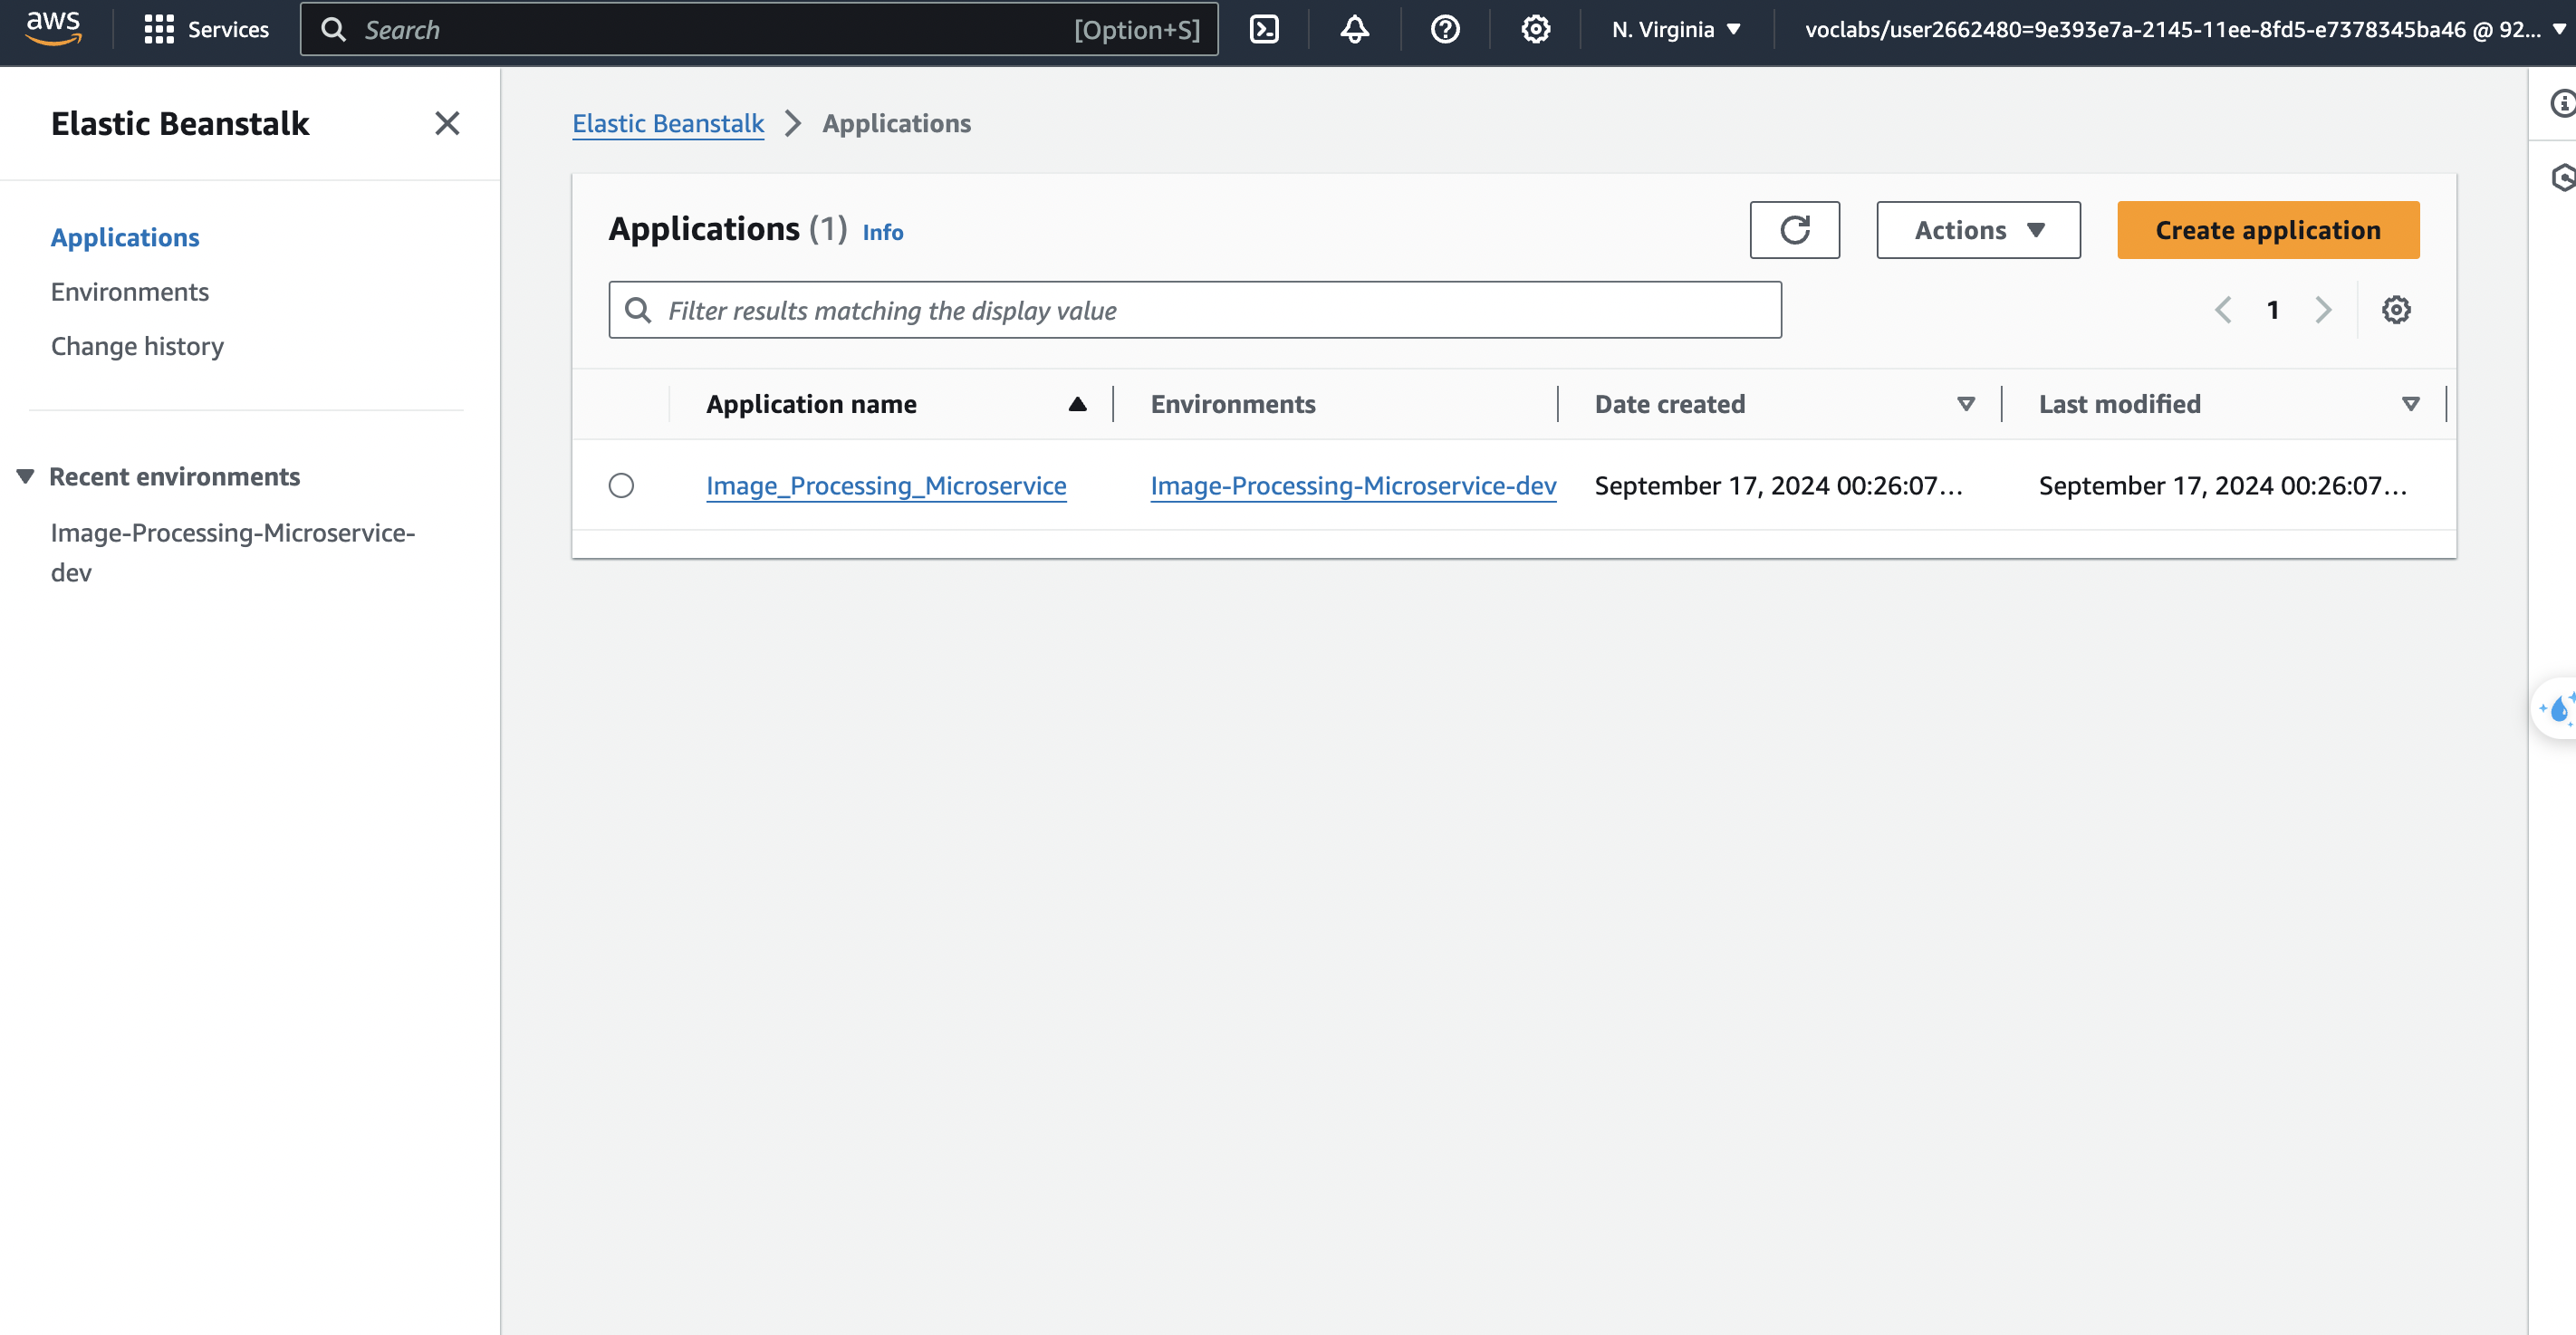 aws
Services
Search
[Option+S]
N. Virginia
voclabs/user2662480=9e393e7a-2145-11ee-8fd5-e7378345ba46 @ 92...
Elastic Beanstalk
Applications
Environments
Change history
Recent environments
Image-Processing-Microservice-
dev
Elastic Beanstalk
Applications
Applications (1) Info
Actions
Create application
Filter results matching the display value
1
Application name
Environments
Date created
Last modified
Image_Processing_Microservice
Image-Processing-Microservice-dev
September 17, 2024 00:26:07...
September 17, 2024 00:26:07...